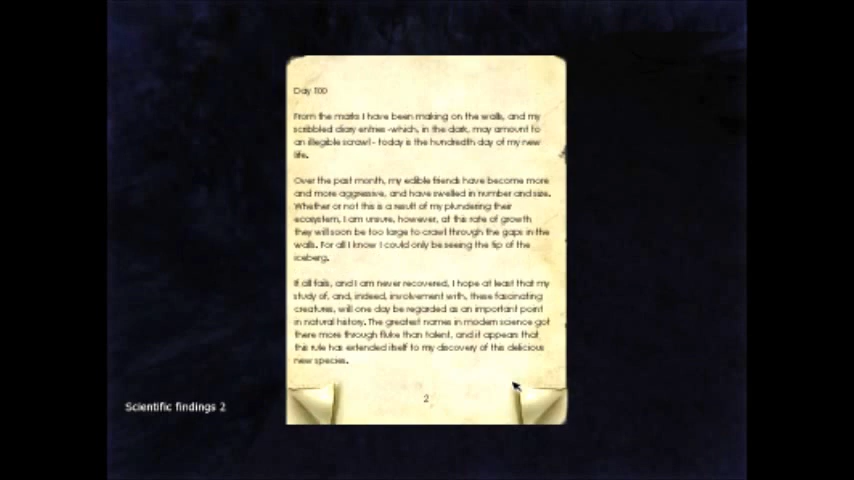 Day 100
From the marks I have been making on the walls, and my
scribbled diary entries -which, in the dark, may amount to
an illegible scrawl - today is the hundredth day of my new
life.
Over the past month, my edible friends have become more
and more aggressive, and have swelled in number and size.
Whether or not this is a result of my plundering their
ecosystem, I am unsure, however, at this rate of growth
they will soon be too large to crawl through the gaps in the
walls. For all I know I could only be seeing the tip of the
iceberg.
If all fails, and I am never recovered, I hope at least that my
study of, and, indeed, involvement with, these fascinating
creatures, will one day be regarded as an important point
in natural history. The greatest names in modern science got
there more through fluke than talent, and it appears that
this rule has extended itself to my discovery of this delicious
new species.
2
Scientific findings 2